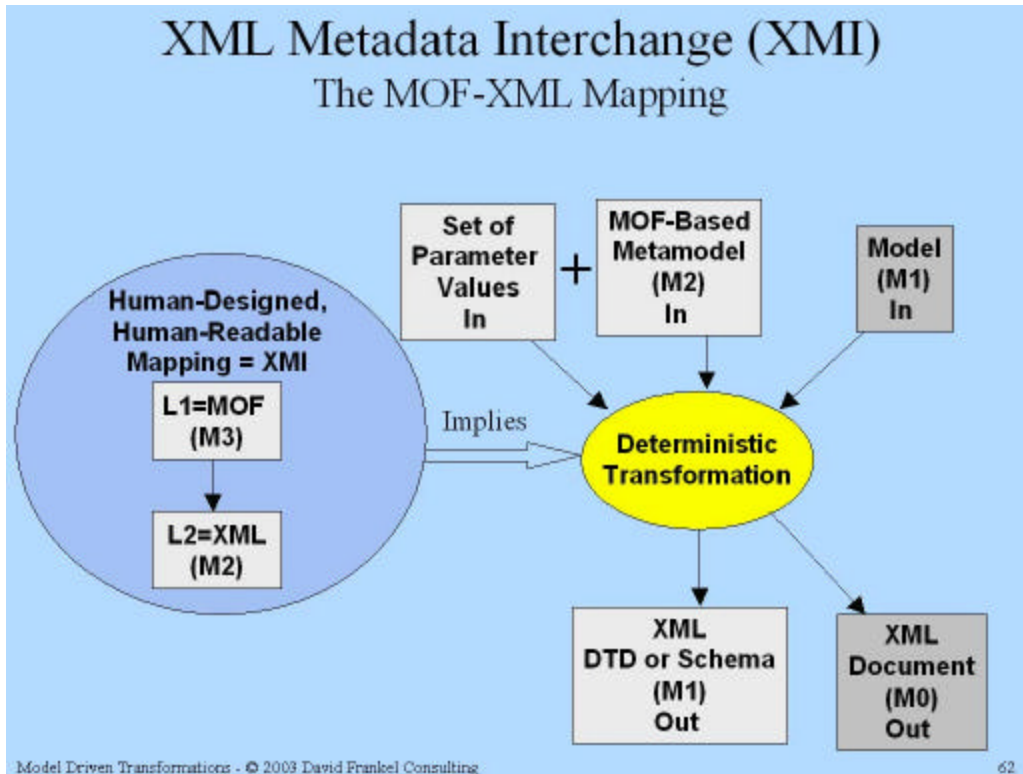 XML Metadata Interchange (XMI)
The MOF-XML Mapping
Human-Designed,
Human-Readable
Mapping = XMI
L1=MOF
(M3)
L2=XML
(M2)
Implies
Set of
Parameter
Values
In
+
MOF-Based
Metamodel
(M2)
In
Model
(M1)
In
Deterministic
Transformation
XML
DTD or Schema
(M1)
Out
XML
Document
(M0)
Out
Model Driven Transformations - © 2003 David Frankel Consulting
62